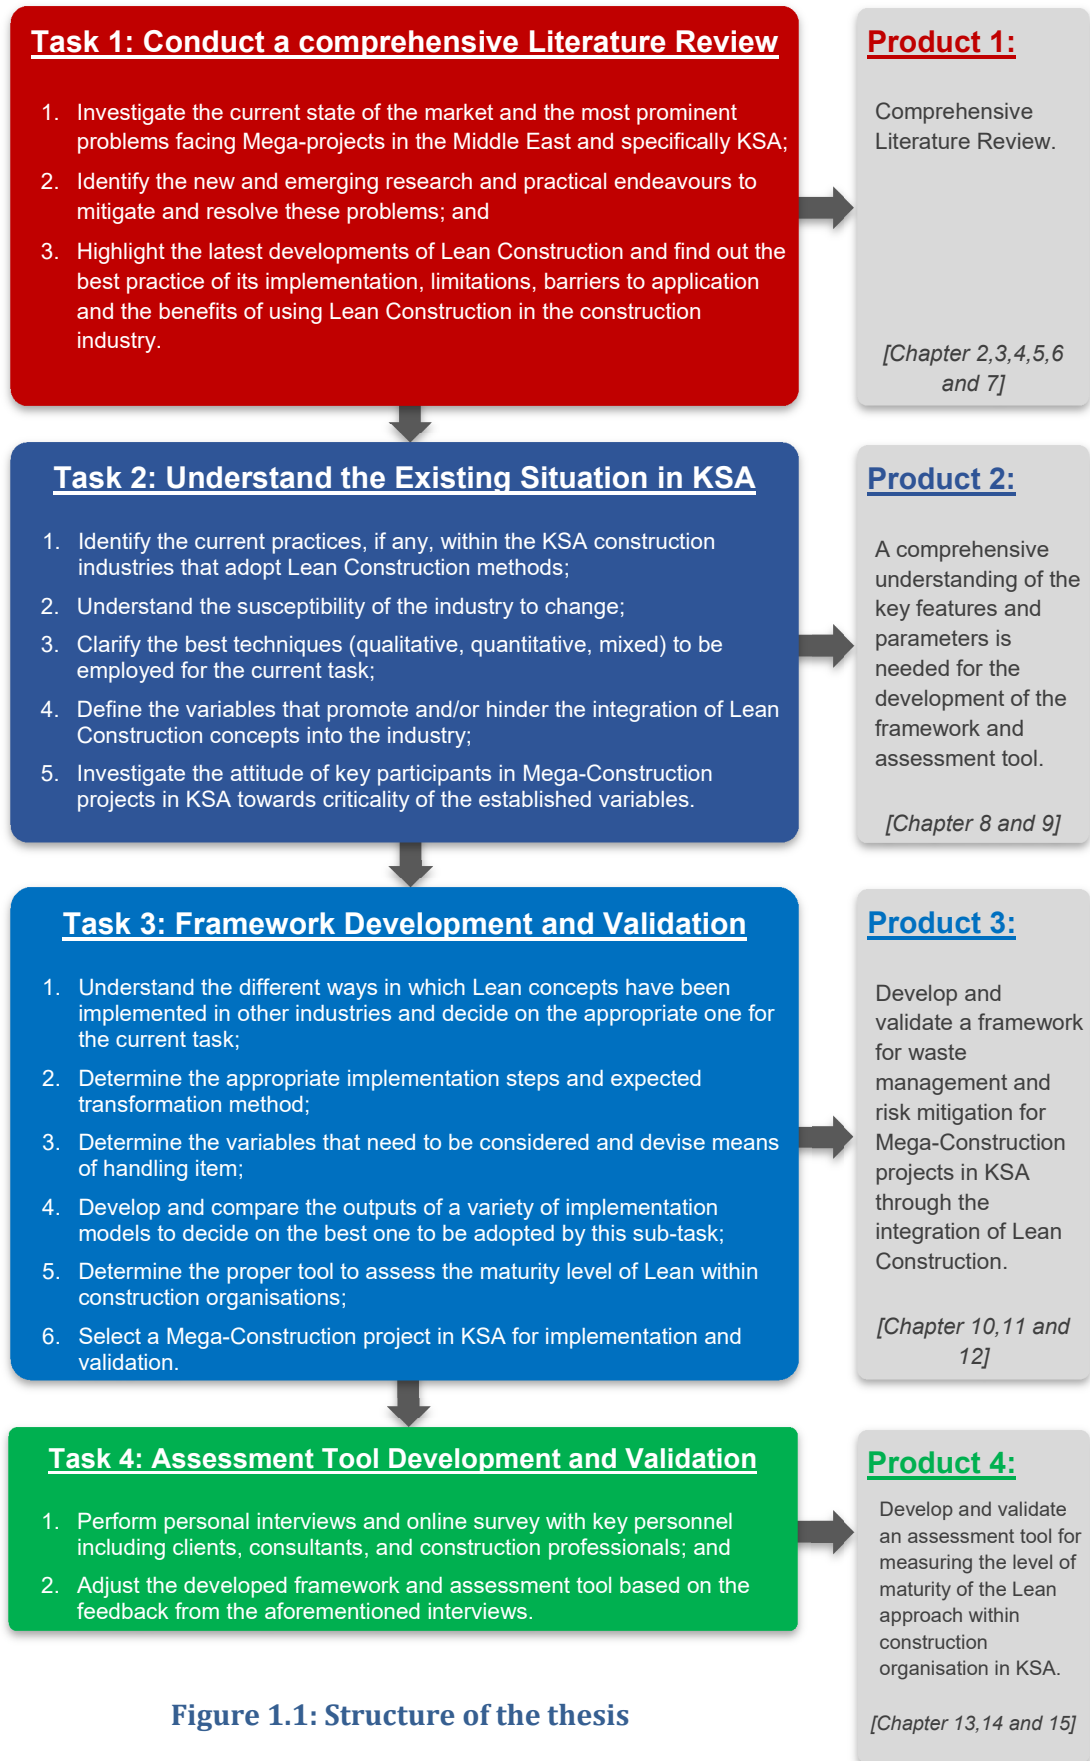 Task 1: Conduct a comprehensive Literature Review
1. Investigate the current state of the market and the most prominent
problems facing Mega-projects in the Middle East and specifically KSA;
2. Identify the new and emerging research and practical endeavours to
mitigate and resolve these problems; and
3. Highlight the latest developments of Lean Construction and find out the
best practice of its implementation, limitations, barriers to application
and the benefits of using Lean Construction in the construction
industry.
Product 1:
Comprehensive
Literature Review.
[Chapter 2,3,4,5,6
and 7]
Task 2: Understand the Existing Situation in KSA
1. Identify the current practices, if any, within the KSA construction
industries that adopt Lean Construction methods;
2. Understand the susceptibility of the industry to change;
3. Clarify the best techniques (qualitative, quantitative, mixed) to be
employed for the current task;
4. Define the variables that promote and/or hinder the integration of Lean
Construction concepts into the industry;
5. Investigate the attitude of key participants in Mega-Construction
projects in KSA towards criticality of the established variables.
Product 2:
A comprehensive
understanding of the
key features and
parameters is
needed for the
development of the
framework and
assessment tool.
[Chapter 8 and 9]
Task 3: Framework Development and Validation
1. Understand the different ways in which Lean concepts have been
implemented in other industries and decide on the appropriate one for
the current task;
2. Determine the appropriate implementation steps and expected
transformation method;
3. Determine the variables that need to be considered and devise means
of handling item;
4. Develop and compare the outputs of a variety of implementation
models to decide on the best one to be adopted by this sub-task;
5. Determine the proper tool to assess the maturity level of Lean within
construction organisations;
6. Select a Mega-Construction project in KSA for implementation and
validation.
Product 3:
Develop and
validate a framework
for waste
management and
risk mitigation for
Mega-Construction
projects in KSA
through the
integration of Lean
Construction.
[Chapter 10,11 and
12]
Task 4: Assessment Tool Development and Validation
1. Perform personal interviews and online survey with key personnel
including clients, consultants, and construction professionals; and
2. Adjust the developed framework and assessment tool based on the
feedback from the aforementioned interviews.
Product 4:
Develop and validate
an assessment tool for
measuring the level of
maturity of the Lean
approach within
construction
organisation in KSA.
[Chapter 13,14 and 15]
Figure 1.1: Structure of the thesis